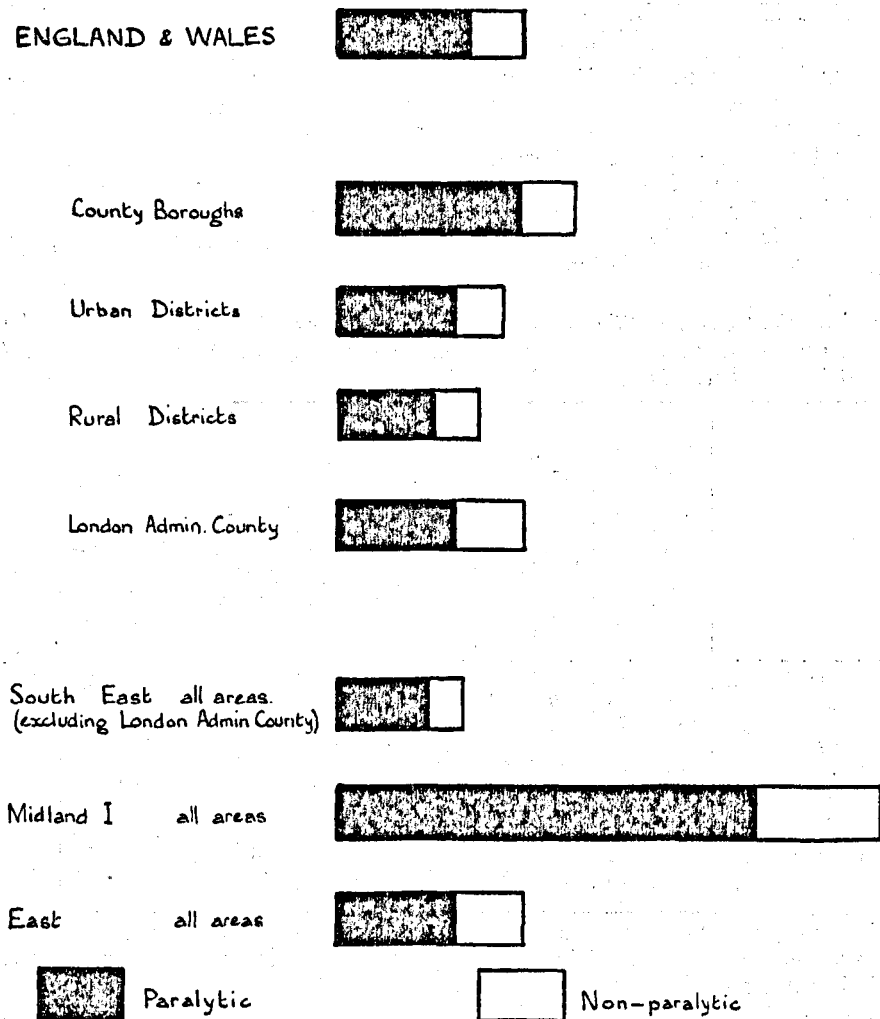 ENGLAND & WALES
County Boroughs
Urban Districts
Rural Districts
London Admin. County
South East all areas.
(excluding London Admin County)
Midland I all areas
East all areas
Paralytic Non-paralytic